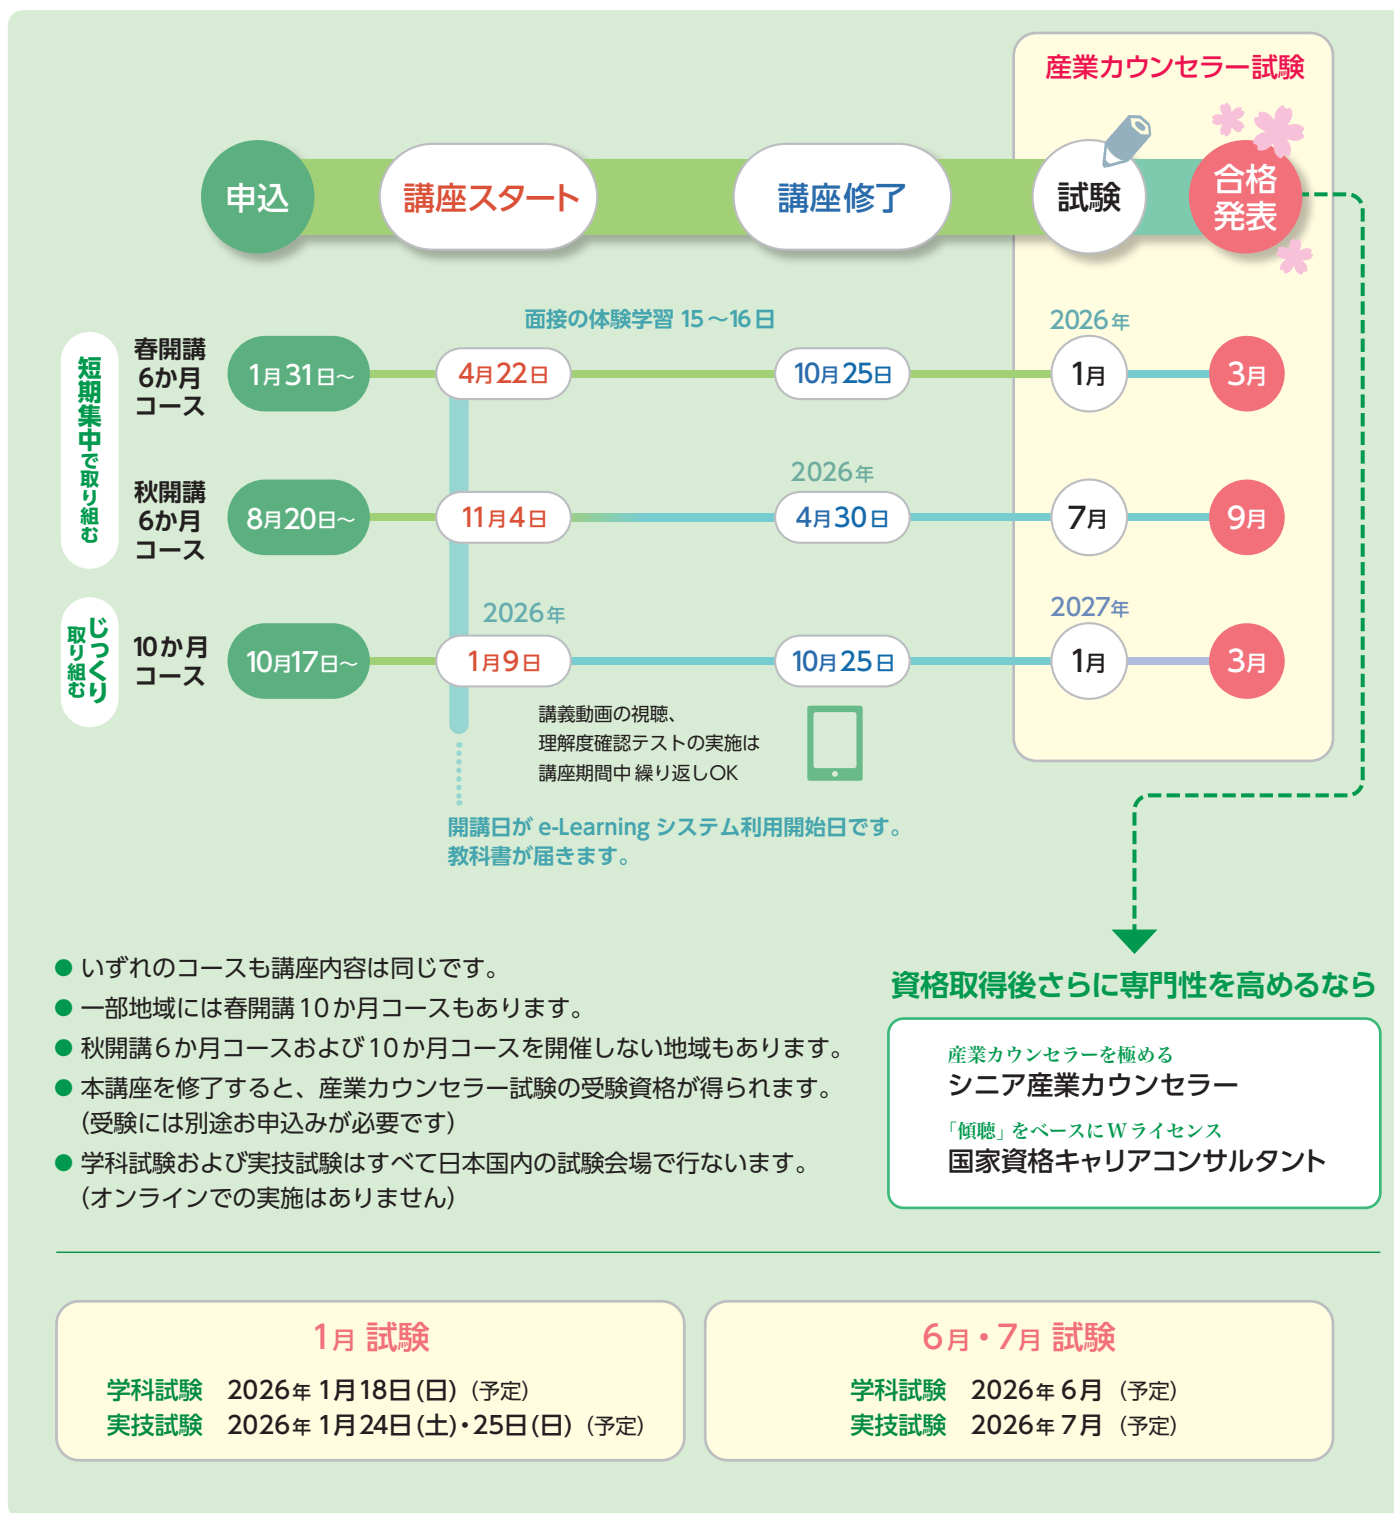 産業カウンセラー試験
申込
講座スタート
講座修了
試験
合格
発表
面接の体験学習 15～16日
2026年
短期集中で取り組む
春開講
6か月
コース
1月31日～
4月22日
10月25日
1月
3月
2026年
秋開講
6か月
コース
8月20日～
11月4日
4月30日
7月
9月
2026年
2027年
じっくり
取り組む
10か月
コース
10月17日～
1月9日
10月25日
1月
3月
講義動画の視聴、
理解度確認テストの実施は
講座期間中 繰り返しOK
開講日が e-Learning システム利用開始日です。
教科書が届きます。
● いずれのコースも講座内容は同じです。
● 一部地域には春開講10か月コースもあります。
● 秋開講6か月コースおよび10か月コースを開催しない地域もあります。
● 本講座を修了すると、産業カウンセラー試験の受験資格が得られます。
(受験には別途お申込みが必要です)
● 学科試験および実技試験はすべて日本国内の試験会場で行ないます。
(オンラインでの実施はありません)
資格取得後さらに専門性を高めるなら
産業カウンセラーを極める
シニア産業カウンセラー
「傾聴」をベースにWライセンス
国家資格キャリアコンサルタント
1月 試験
学科試験 2026年 1月18日(日)(予定)
実技試験 2026年 1月24日(土)・25日(日)(予定)
6月・7月 試験
学科試験 2026年 6月(予定)
実技試験 2026年 7月(予定)